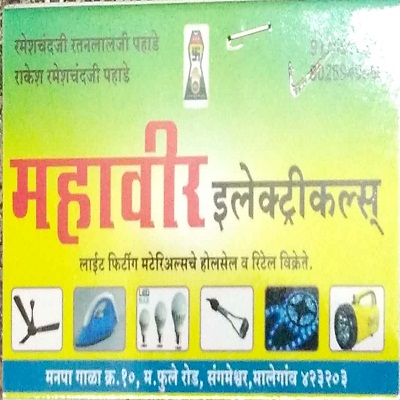 रमेशचंदजी रतनलालजी पहाडे
राकेश रमेशचंदजी पहाडे
महावीर इलेक्ट्रीकल्स्
लाईट फिटींग मटेरिअल्सचे होलसेल व रिटेल विक्रेते.
LED
मनपा गाळा क्र.१०, म.फुले रोड, संगमेश्वर,मालेगांव ४२३२०३